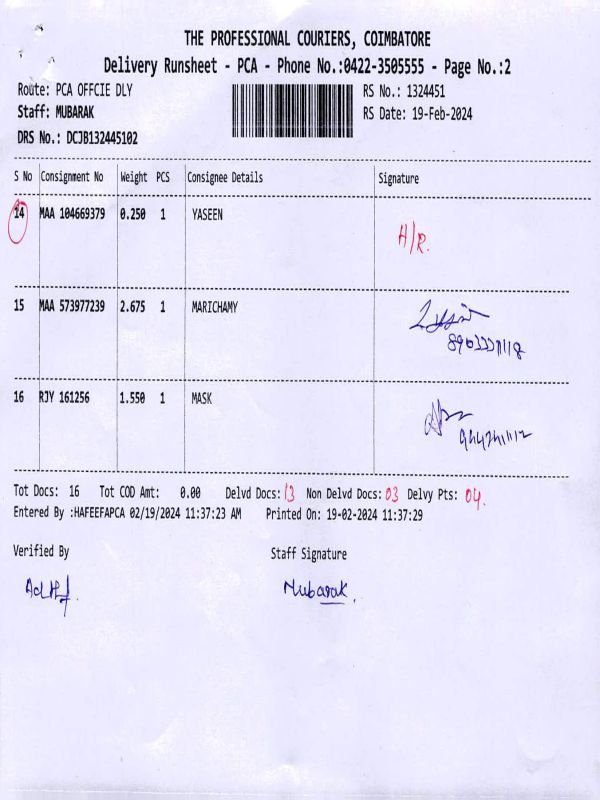 THE PROFESSIONAL COURIERS, COIMBATORE
Delivery Runsheet - PCA - Phone No.:0422-3505555 - Page No.:2
Route: PCA OFFCIE DLY RS No.: 1324451
Staff: MUBARAK RS Date: 19-Feb-2024
DRS No.: DCJB132445102
S No Consignment No Weight PCS Consignee Details Signature
14 MAA 104669379 0.250 1 YASEEN H/R.
15 MAA 573977239 2.675 1 MARICHAMY
16 RJY 161256 1.550 1 MASK
Tot Docs: 16 Tot COD Amt: 0.00 Delvd Docs: 13 Non Delvd Docs: 03 Delvy Pts: 04.
Entered By :HAFEEFAPCA 02/19/2024 11:37:23 AM Printed On: 19-02-2024 11:37:29
Verified By Staff Signature
Mubarak.